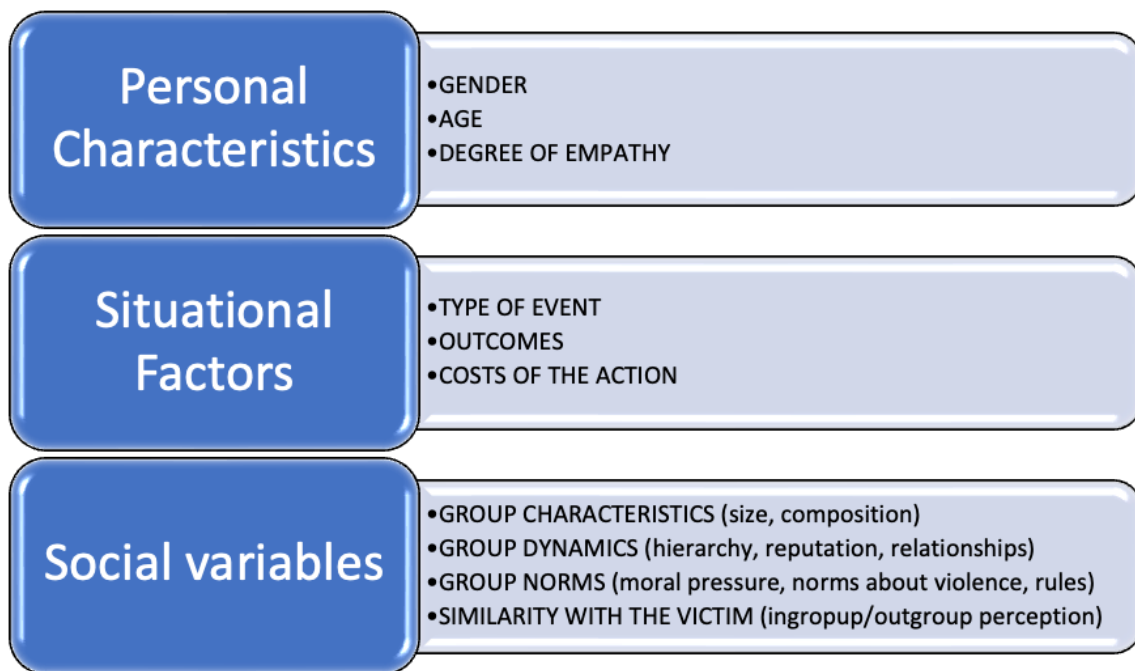 Personal
Characteristics
•GENDER
•AGE
•DEGREE OF EMPATHY
Situational
Factors
•TYPE OF EVENT
•OUTCOMES
•COSTS OF THE ACTION
Social variables
•GROUP CHARACTERISTICS (size, composition)
•GROUP DYNAMICS (hierarchy, reputation, relationships)
•GROUP NORMS (moral pressure, norms about violence, rules)
•SIMILARITY WITH THE VICTIM (ingropup/outgroup perception)